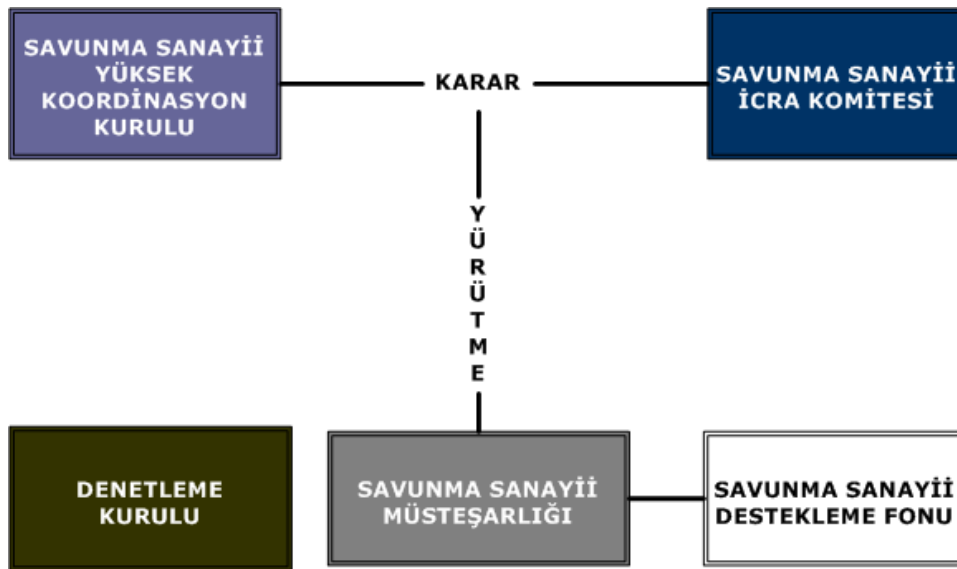 SAVUNMA SANAYİİ
YÜKSEK
KOORDİNASYON
KURULU
KARAR
SAVUNMA SANAYİİ
İCRA KOMİTESİ
Y
Ü
R
Ü
T
M
E
DENETLEME
KURULU
SAVUNMA SANAYİİ
MÜSTEŞARLIĞI
SAVUNMA SANAYİİ
DESTEKLEME FONU